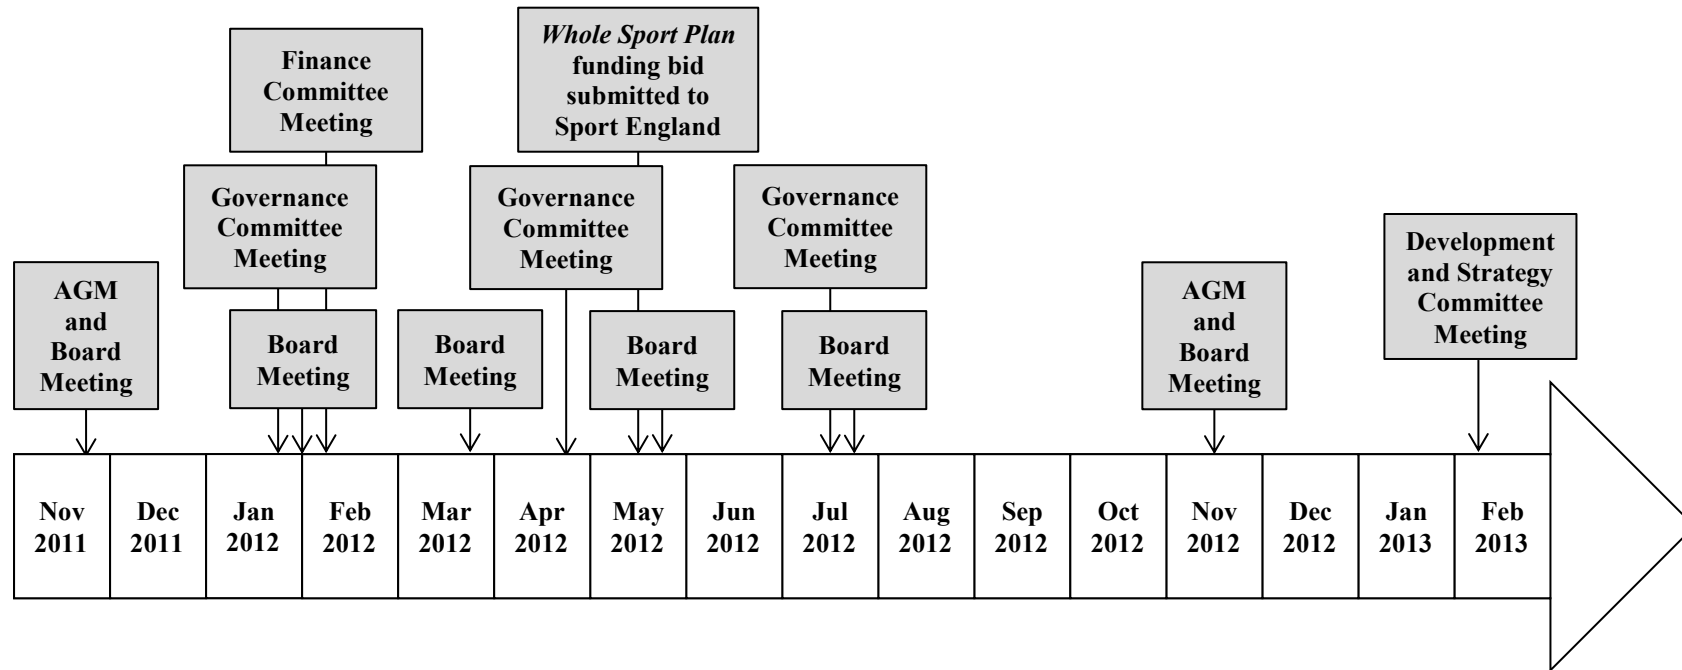 Finance
Committee
Meeting
Whole Sport Plan
funding bid
submitted to
Sport England
Governance
Committee
Meeting
Governance
Committee
Meeting
Governance
Committee
Meeting
Development
and Strategy
Committee
Meeting
AGM
and
Board
Meeting
Board
Meeting
Board
Meeting
Board
Meeting
Board
Meeting
AGM
and
Board
Meeting
Nov
2011
Dec
2011
Jan
2012
Feb
2012
Mar
2012
Apr
2012
May
2012
Jun
2012
Jul
2012
Aug
2012
Sep
2012
Oct
2012
Nov
2012
Dec
2012
Jan
2013
Feb
2013